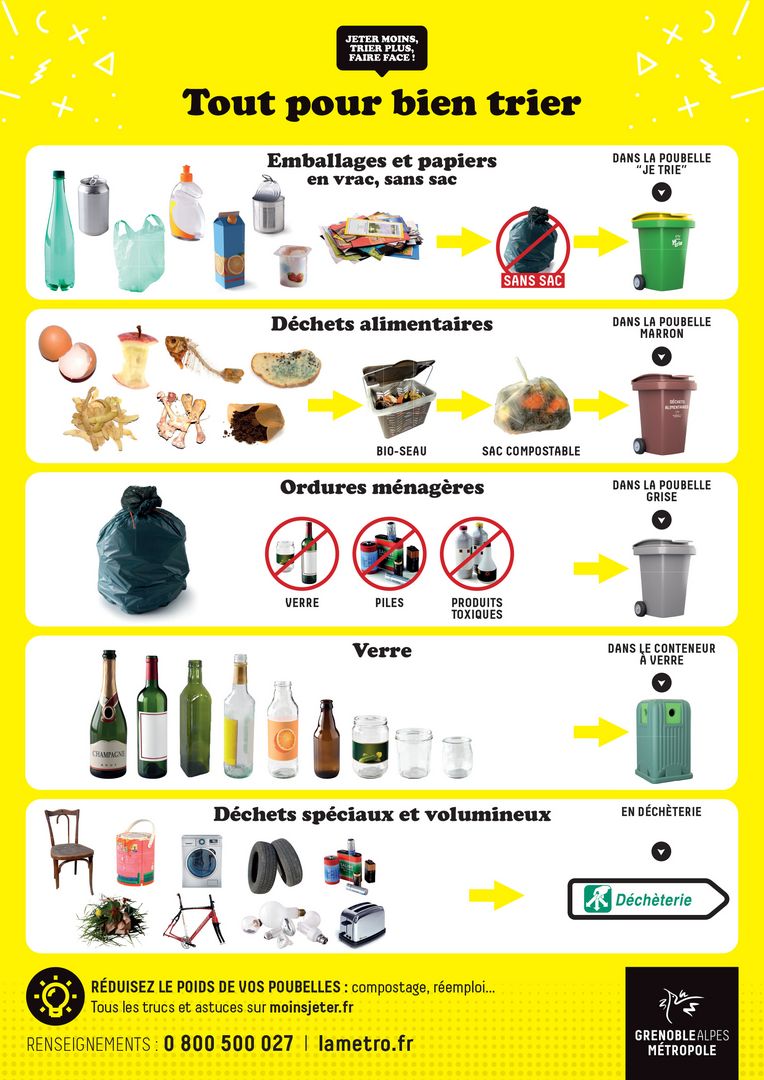 JETER MOINS,
TRIER PLUS,
FAIRE FACE !
Tout pour bien trier
Emballages et papiers
en vrac, sans sac
DANS LA POUBELLE
“JE TRIE”
SANS SAC
Déchets alimentaires
DANS LA POUBELLE
MARRON
DÉCHETS
ALIMENTAIRES
BIO-SEAU
SAC COMPOSTABLE
Ordures ménagères
DANS LA POUBELLE
GRISE
VERRE
PILES
PRODUITS
TOXIQUES
Verre
DANS LE CONTENEUR
À VERRE
CHAMPAGNE
BRUT
Déchets spéciaux et volumineux
EN DÉCHÈTERIE
Déchèterie
RÉDUISEZ LE POIDS DE VOS POUBELLES : compostage, réemploi...
Tous les trucs et astuces sur moinsjeter.fr
RENSEIGNEMENTS : 0 800 500 027 | lametro.fr
GRENOBLEALPES
MÉTROPOLE